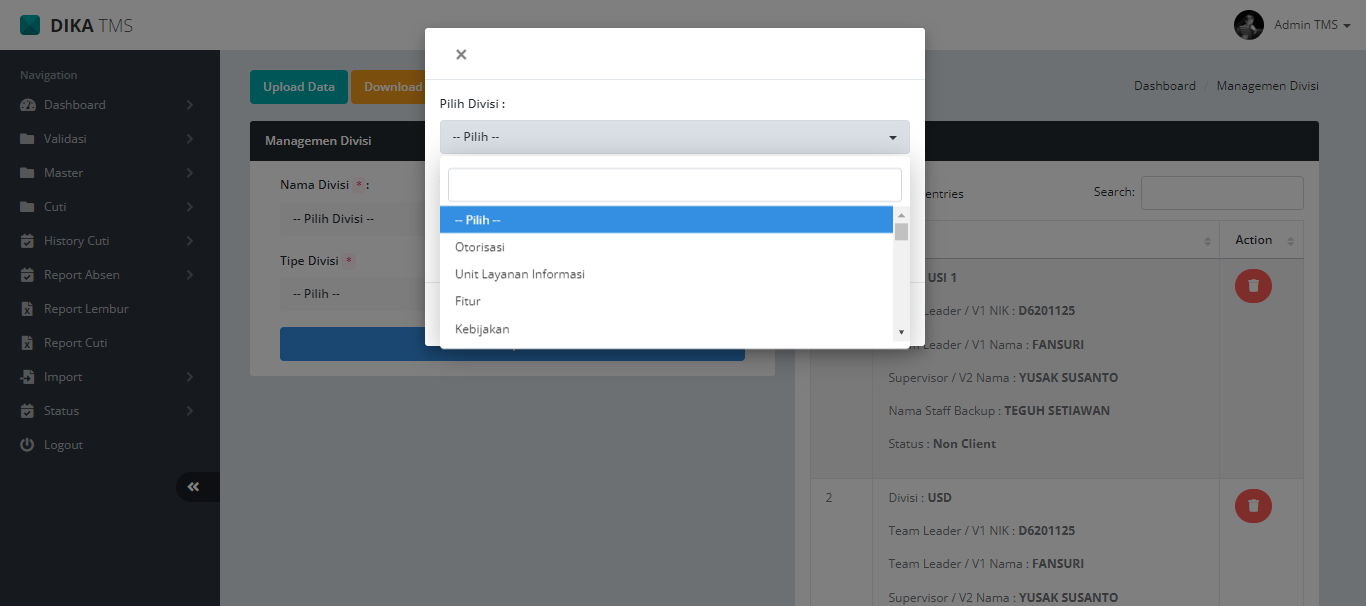 DIKA TMS
Admin TMS
Navigation
Dashboard
Validasi
Master
Cuti
History Cuti
Report Absen
Report Lembur
Report Cuti
Import
Status
Logout
Upload Data
Download
Dashboard / Managemen Divisi
Managemen Divisi
Nama Divisi * :
-- Pilih Divisi --
Tipe Divisi *
-- Pilih --
×
Pilih Divisi :
-- Pilih --
-- Pilih --
Otorisasi
Unit Layanan Informasi
Fitur
Kebijakan
entries
Search:
Action
USI 1
Leader / V1 NIK : D6201125
Leader / V1 Nama : FANSURI
Supervisor / V2 Nama : YUSAK SUSANTO
Nama Staff Backup : TEGUH SETIAWAN
Status : Non Client
2
Divisi : USD
Team Leader / V1 NIK : D6201125
Team Leader / V1 Nama : FANSURI
Supervisor / V2 Nama : YUSAK SUSANTO